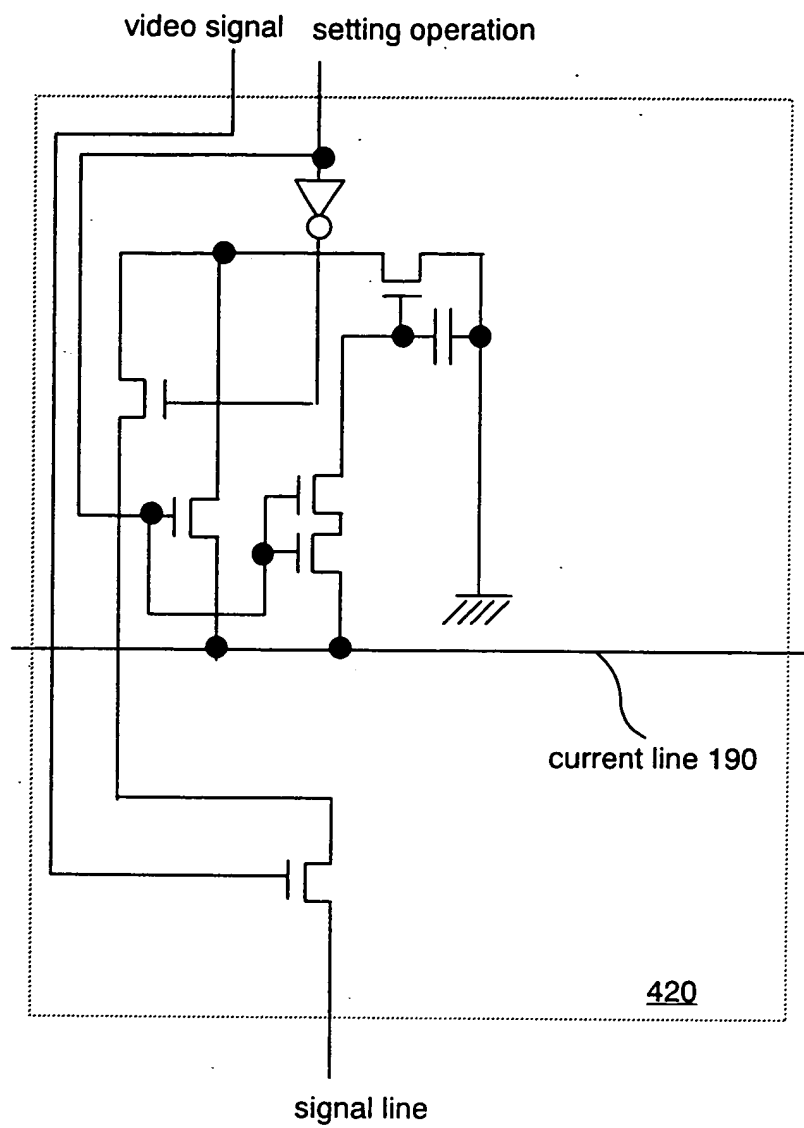 video signal
setting operation
current line 190
420
signal line